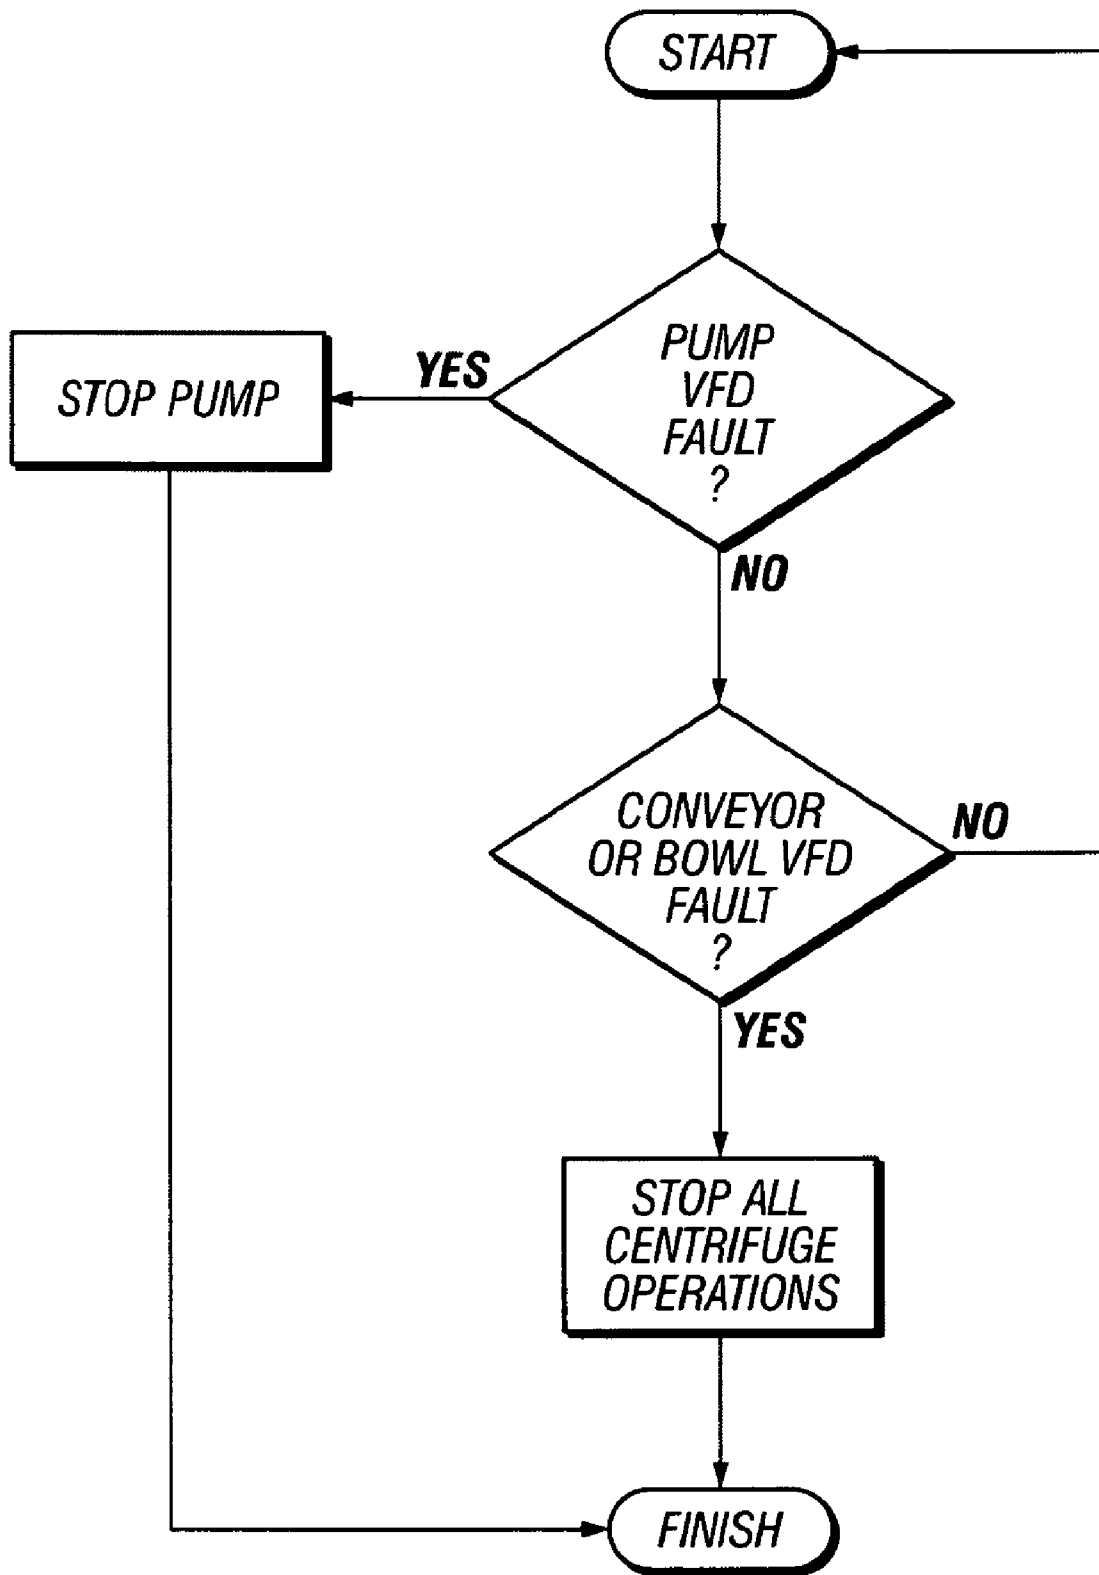 START
PUMP
VFD
FAULT
?
YES
STOP PUMP
NO
CONVEYOR
OR BOWL VFD
FAULT
?
NO
YES
STOP ALL
CENTRIFUGE
OPERATIONS
FINISH